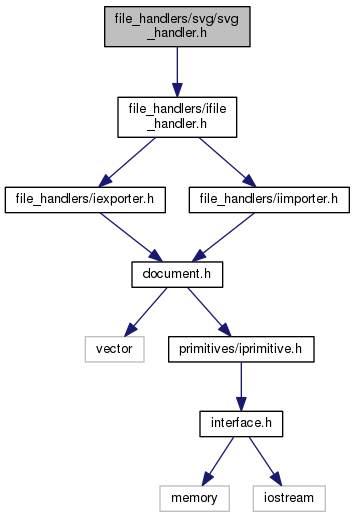 file_handlers/svg/svg
_handler.h
file_handlers/ifile
_handler.h
file_handlers/iexporter.h
file_handlers/iimporter.h
document.h
vector
primitives/iprimitive.h
interface.h
memory
iostream